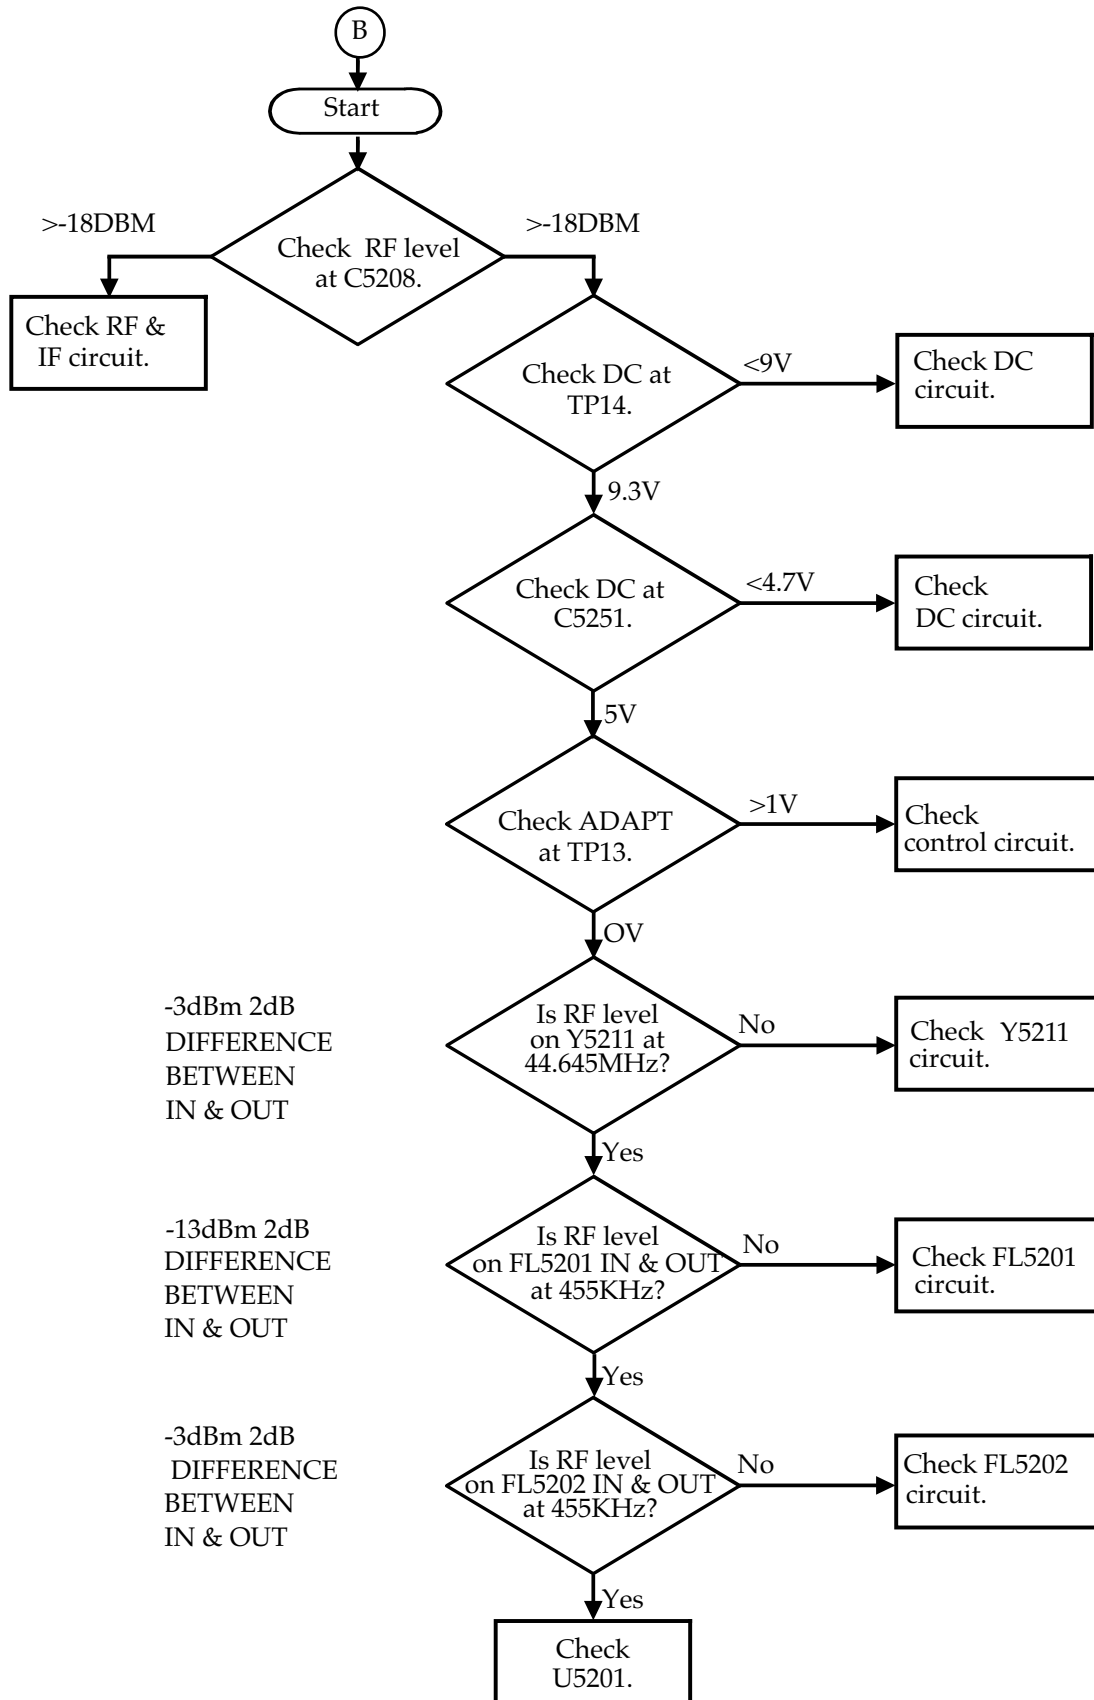 B
Start
>-18DBM
>-18DBM
Check RF level
at C5208.
Check RF &
IF circuit.
Check DC at
TP14.
<9V
Check DC
circuit.
9.3V
Check DC at
C5251.
<4.7V
Check
DC circuit.
5V
Check ADAPT
at TP13.
>1V
Check
control circuit.
OV
-3dBm 2dB
DIFFERENCE
BETWEEN
IN & OUT
Is RF level
on Y5211 at
44.645MHz?
No
Check Y5211
circuit.
Yes
-13dBm 2dB
DIFFERENCE
BETWEEN
IN & OUT
Is RF level
on FL5201 IN & OUT
at 455KHz?
No
Check FL5201
circuit.
Yes
-3dBm 2dB
DIFFERENCE
BETWEEN
IN & OUT
Is RF level
on FL5202 IN & OUT
at 455KHz?
No
Check FL5202
circuit.
Yes
Check
U5201.